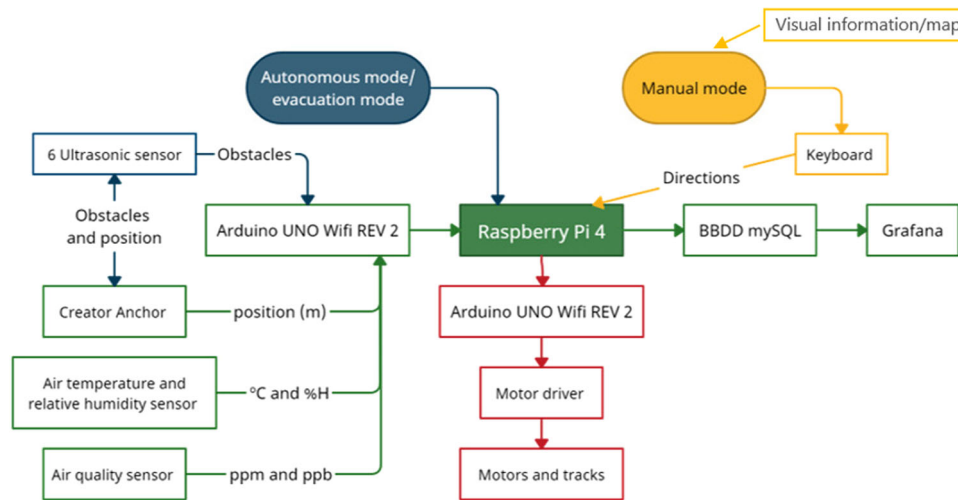 Visual information/map
Autonomous mode/
evacuation mode
Manual mode
6 Ultrasonic sensor
Obstacles
Keyboard
Directions
Obstacles
and position
Arduino UNO Wifi REV 2
Raspberry Pi 4
BBDD mySQL
Grafana
Creator Anchor
position (m)
Arduino UNO Wifi REV 2
Air temperature and
relative humidity sensor
ºC and %H
Motor driver
Air quality sensor
ppm and ppb
Motors and tracks